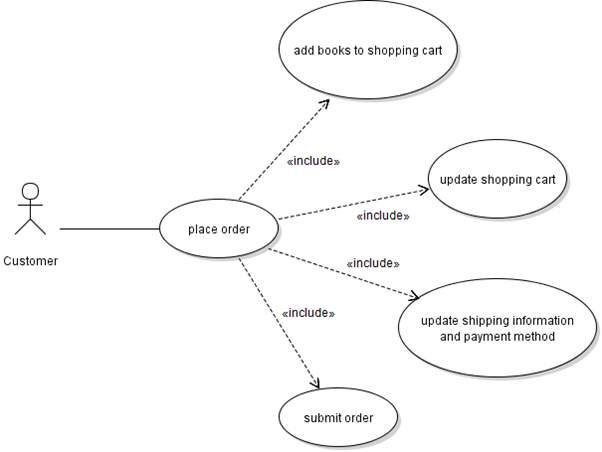 add books to shopping cart
«include»
update shopping cart
«include»
place order
Customer
«include»
update shipping information
and payment method
«include»
submit order